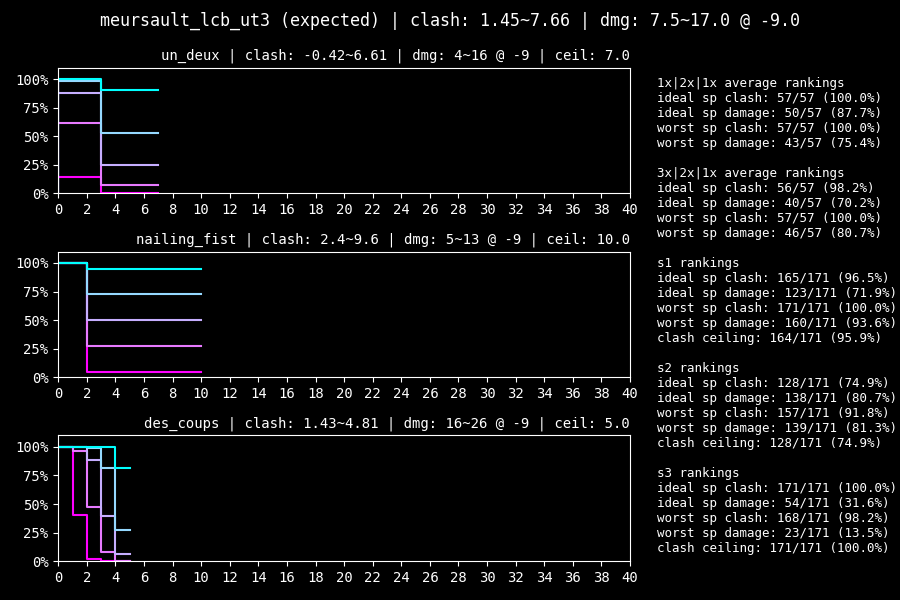 meursault_lcb_ut3 (expected) | clash: 1.45~7.66 | dmg: 7.5~17.0 @ -9.0
un_deux | clash: -0.42~6.61 | dmg: 4~16 @ -9 | ceil: 7.0
100%
75%
50%
25%
0%
0 2 4 6 8 10 12 14 16 18 20 22 24 26 28 30 32 34 36 38 40
nailing_fist | clash: 2.4~9.6 | dmg: 5~13 @ -9 | ceil: 10.0
100%
75%
50%
25%
0%
0 2 4 6 8 10 12 14 16 18 20 22 24 26 28 30 32 34 36 38 40
des_coups | clash: 1.43~4.81 | dmg: 16~26 @ -9 | ceil: 5.0
100%
75%
50%
25%
0%
0 2 4 6 8 10 12 14 16 18 20 22 24 26 28 30 32 34 36 38 40
1x|2x|1x average rankings
ideal sp clash: 57/57 (100.0%)
ideal sp damage: 50/57 (87.7%)
worst sp clash: 57/57 (100.0%)
worst sp damage: 43/57 (75.4%)
3x|2x|1x average rankings
ideal sp clash: 56/57 (98.2%)
ideal sp damage: 40/57 (70.2%)
worst sp clash: 57/57 (100.0%)
worst sp damage: 46/57 (80.7%)
s1 rankings
ideal sp clash: 165/171 (96.5%)
ideal sp damage: 123/171 (71.9%)
worst sp clash: 171/171 (100.0%)
worst sp damage: 160/171 (93.6%)
clash ceiling: 164/171 (95.9%)
s2 rankings
ideal sp clash: 128/171 (74.9%)
ideal sp damage: 138/171 (80.7%)
worst sp clash: 157/171 (91.8%)
worst sp damage: 139/171 (81.3%)
clash ceiling: 128/171 (74.9%)
s3 rankings
ideal sp clash: 171/171 (100.0%)
ideal sp damage: 54/171 (31.6%)
worst sp clash: 168/171 (98.2%)
worst sp damage: 23/171 (13.5%)
clash ceiling: 171/171 (100.0%)